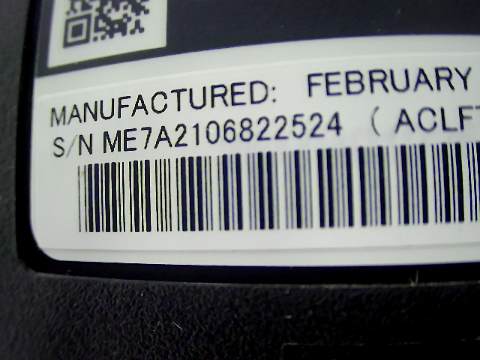 MANUFACTURED: FEBRUARY
S/N ME7A2106822524 ( ACLF